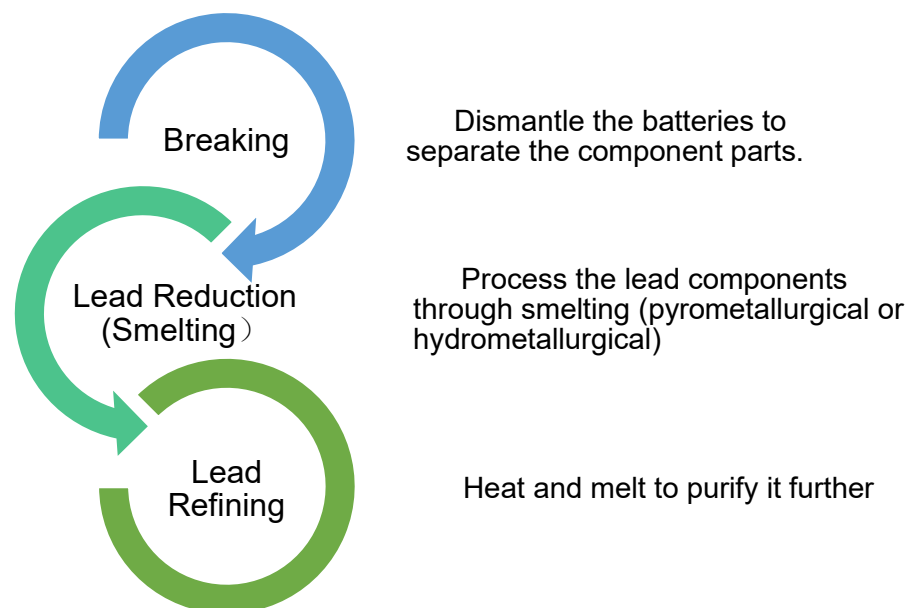 Breaking
Dismantle the batteries to
separate the component parts.
Lead Reduction
(Smelting）
Process the lead components
through smelting (pyrometallurgical or
hydrometallurgical)
Lead
Refining
Heat and melt to purify it further